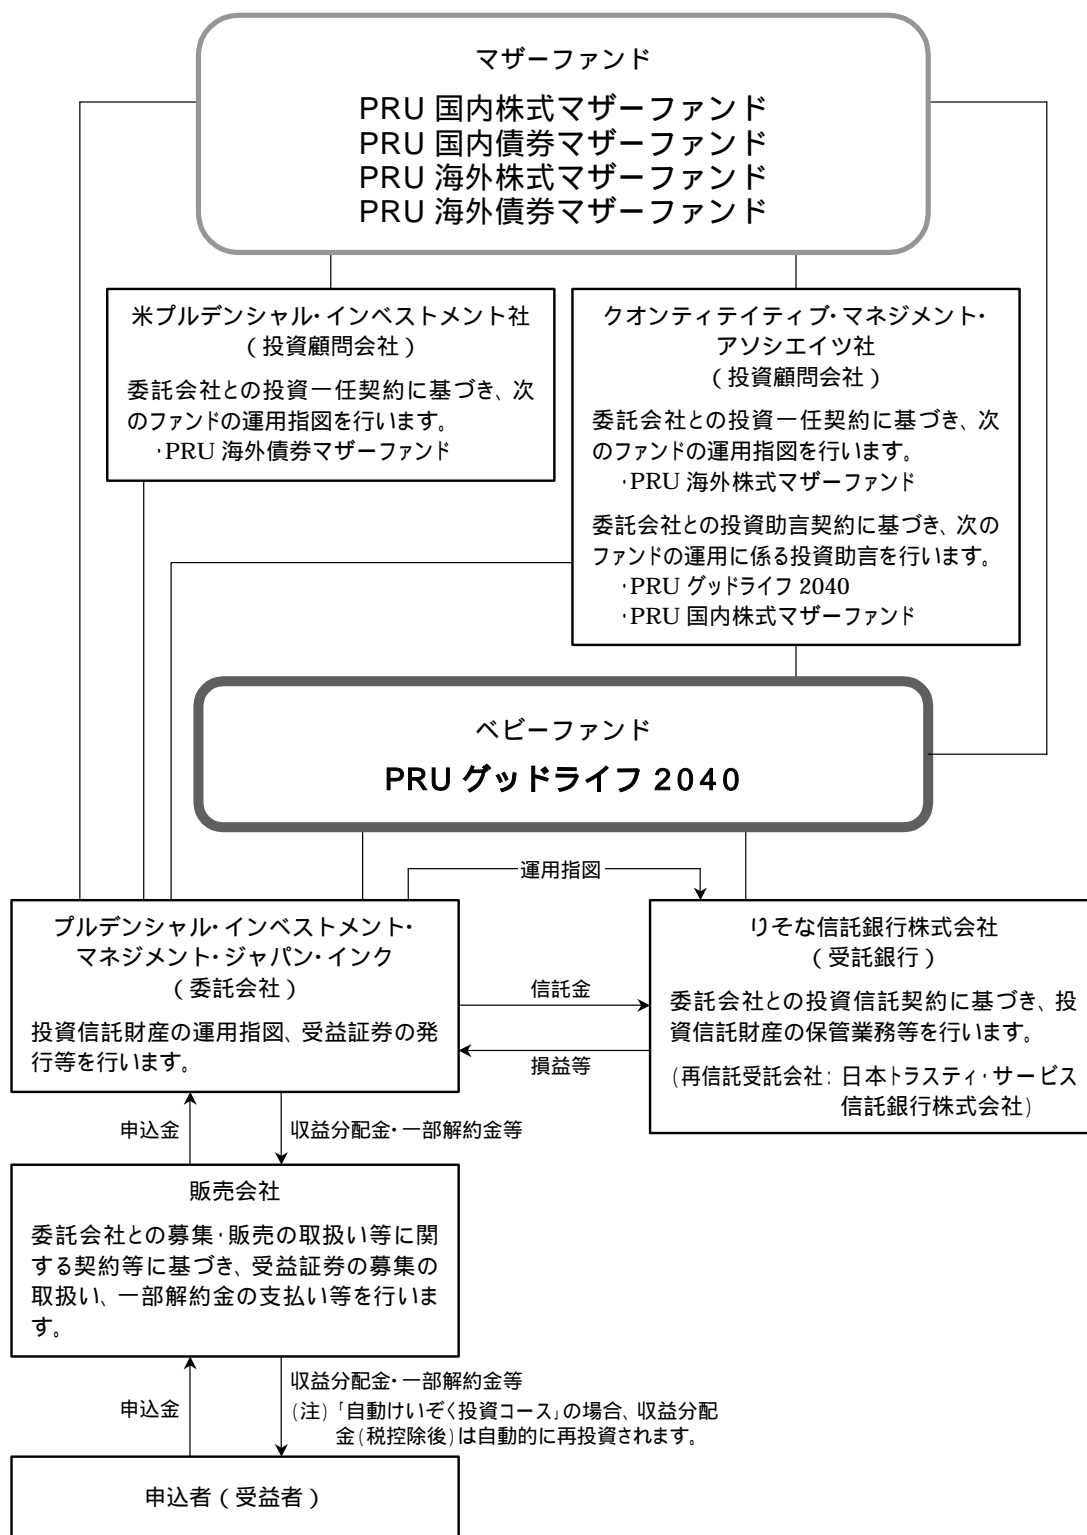 マザーファンド
PRU 国内株式マザーファンド
PRU 国内債券マザーファンド
PRU 海外株式マザーファンド
PRU 海外債券マザーファンド
米プルデンシャル・インベストメント社
(投資顧問会社)
委託会社との投資一任契約に基づき、次
のファンドの運用指図を行います。
・PRU 海外債券マザーファンド
クオンティテイティブ・マネジメント・
アソシエイツ社
(投資顧問会社)
委託会社との投資一任契約に基づき、次
のファンドの運用指図を行います。
・PRU 海外株式マザーファンド
委託会社との投資助言契約に基づき、次の
ファンドの運用に係る投資助言を行います。
・PRU グッドライフ 2040
・PRU 国内株式マザーファンド
ベビーファンド
PRU グッドライフ 2040
運用指図
プルデンシャル・インベストメント・
マネジメント・ジャパン・インク
(委託会社)
投資信託財産の運用指図、受益証券の発
行等を行います。
信託金
損益等
りそな信託銀行株式会社
(受託銀行)
委託会社との投資信託契約に基づき、投
資信託財産の保管業務等を行います。
(再信託受託会社:日本トラスティ・サービス
信託銀行株式会社)
申込金
収益分配金・一部解約金等
販売会社
委託会社との募集・販売の取扱い等に関
する契約等に基づき、受益証券の募集の
取扱い、一部解約金の支払い等を行いま
す。
申込金
収益分配金・一部解約金等
(注)「自動けいぞく投資コース」の場合、収益分配
金(税控除後)は自動的に再投資されます。
申込者(受益者)